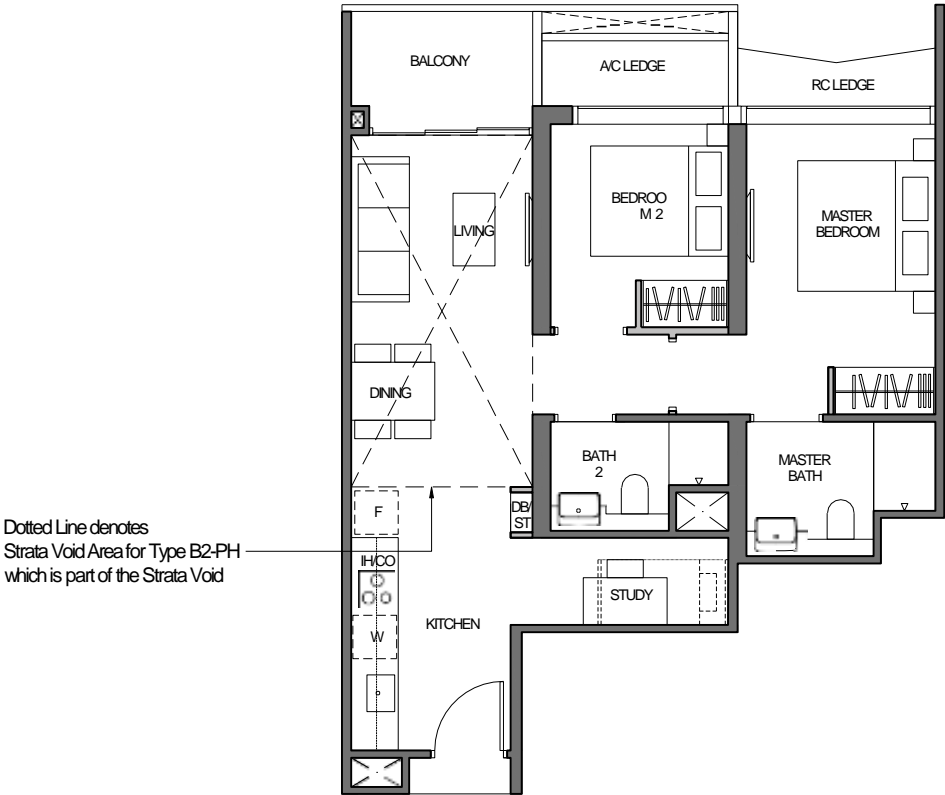 BALCONY
A/C LEDGE
RC LEDGE
BEDROO
M 2
LIVING
MASTER
BEDROOM
DINING
BATH
2
MASTER
BATH
F
DB/
ST
Dotted Line denotes
Strata Void Area for Type B2-PH
which is part of the Strata Void
IH/CO
STUDY
KITCHEN
W